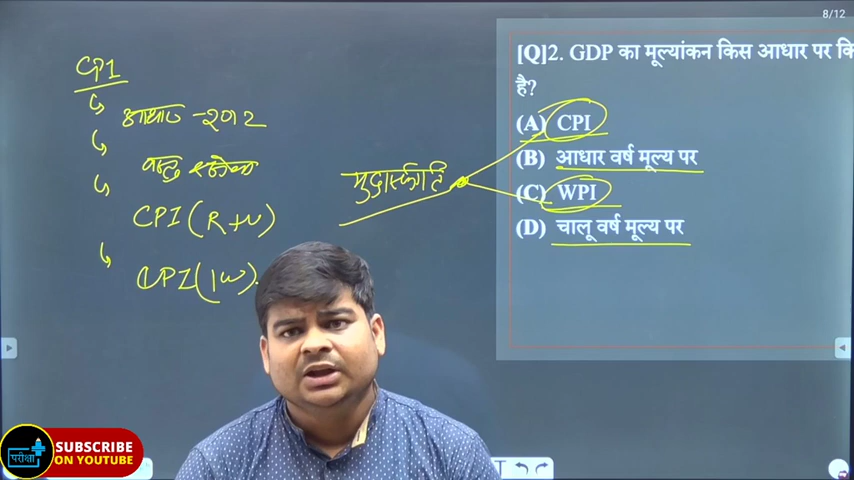 8/12
CPI
आधार - 2012
वस्तु
CPI (R+U)
CPI (IW).
मुद्रास्फीति
[Q]2. GDP का मूल्यांकन किस आधार पर कि
है?
(A) CPI
(B) आधार वर्ष मूल्य पर
(C) WPI
(D) चालू वर्ष मूल्य पर
परीक्षा
SUBSCRIBE
ON YOUTUBE
T